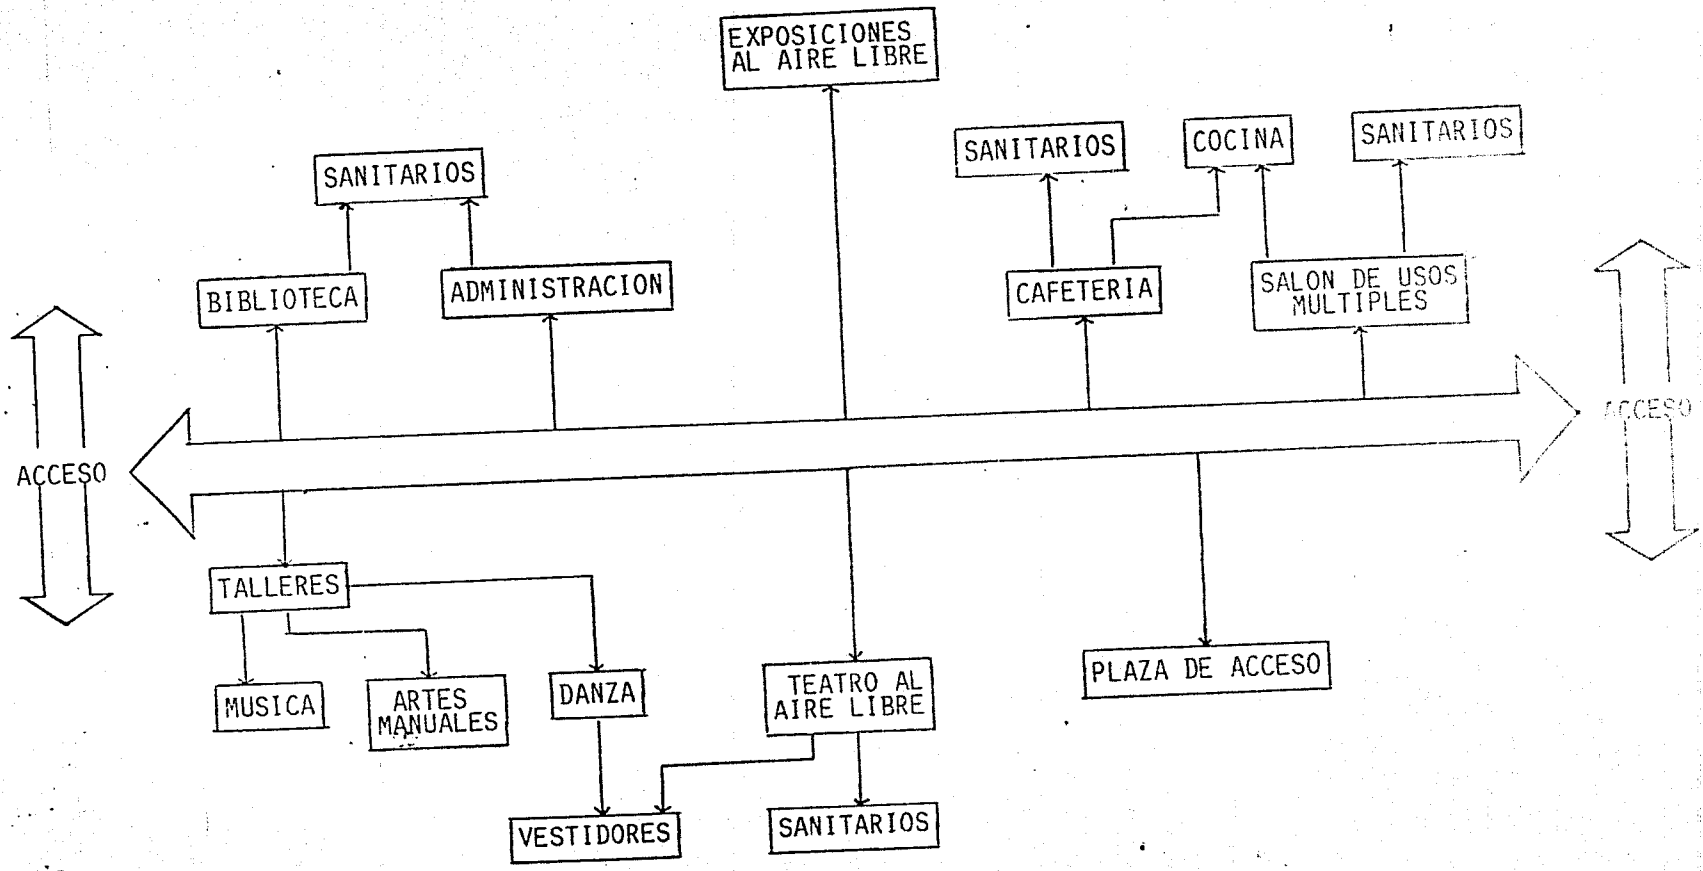 EXPOSICIONES
AL AIRE LIBRE
SANITARIOS
COCINA
SANITARIOS
SANITARIOS
BIBLIOTECA
ADMINISTRACION
CAFETERIA
SALON DE USOS
MULTIPLES
ACCESO
ACCESO
TALLERES
MUSICA
ARTES
MANUALES
DANZA
TEATRO AL
AIRE LIBRE
PLAZA DE ACCESO
VESTIDORES
SANITARIOS